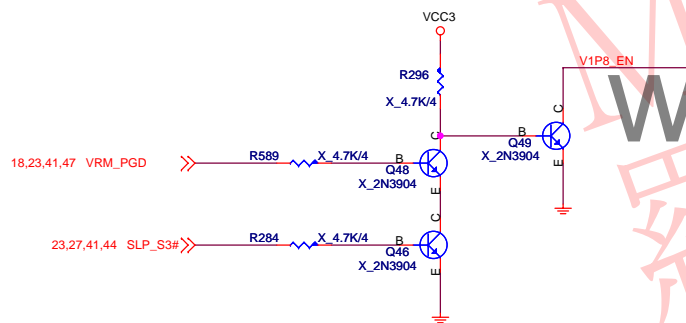 VCC3
V1P8_EN
R296
X_4.7K/4
C
C
B
Q49
X_2N3904
E
18,23,41,47 VRM_PGD
R589
X_4.7K/4
B
Q48
X_2N3904
E
C
23,27,41,44 SLP_S3#
R284
X_4.7K/4
B
Q46
X_2N3904
E